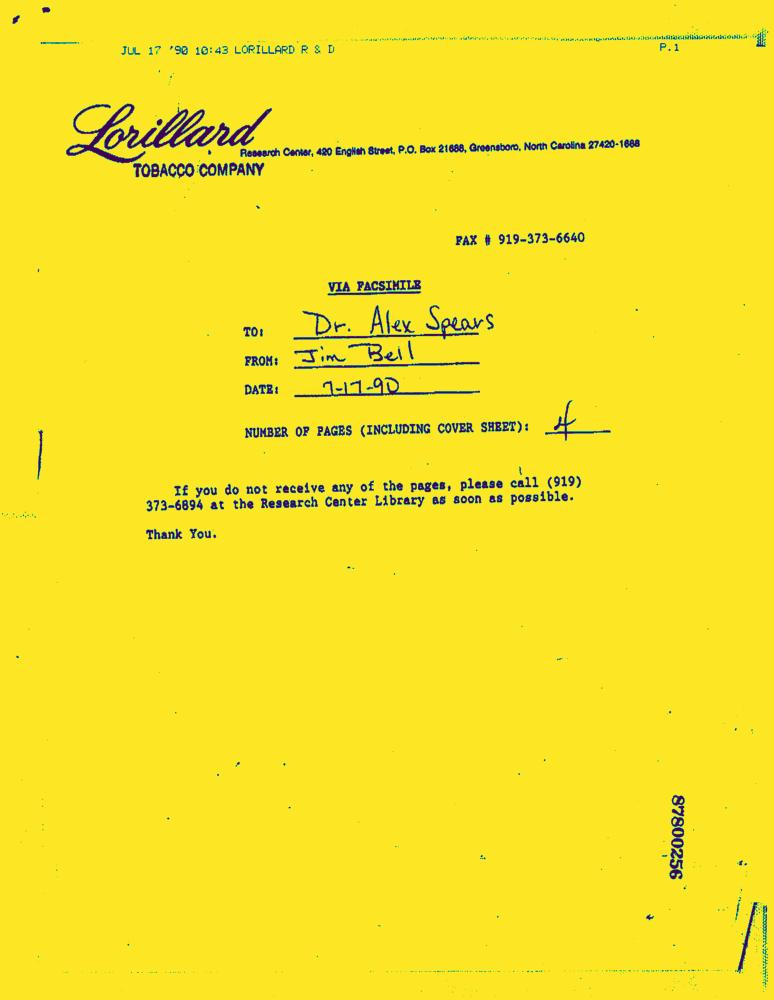 JUL 17 '90 10:43 LORILLARD R & D P.1
Lorillard
Research Center, 420 English Street, P.O. Box 21688, Greensboro, North Carolina 27420-1688
TOBACCO COMPANY
FAX # 919-373-6640
VIA FACSIMILE
TO: Dr. Alex Spears
FROM: Jim Bell
DATE: 7-17-90
NUMBER OF PAGES (INCLUDING COVER SHEET): 4
If you do not receive any of the pages, please call (919)
373-6894 at the Research Center Library as soon as possible.
Thank You.
87800256